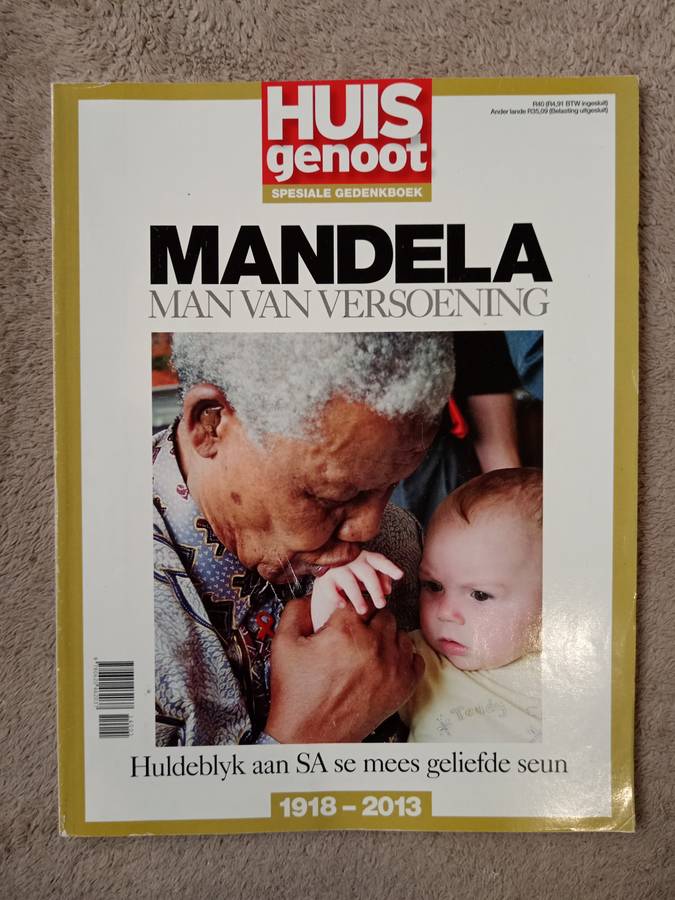 HUIS
genoot
SPESIALE GEDENKBOEK
R40 (R4,91 BTW ingesluit)
Ander lande R35,09 (Belasting uitgesluit)
MANDELA
MAN VAN VERSOENING
Huldeblyk aan SA se mees geliefde seun
1918 – 2013